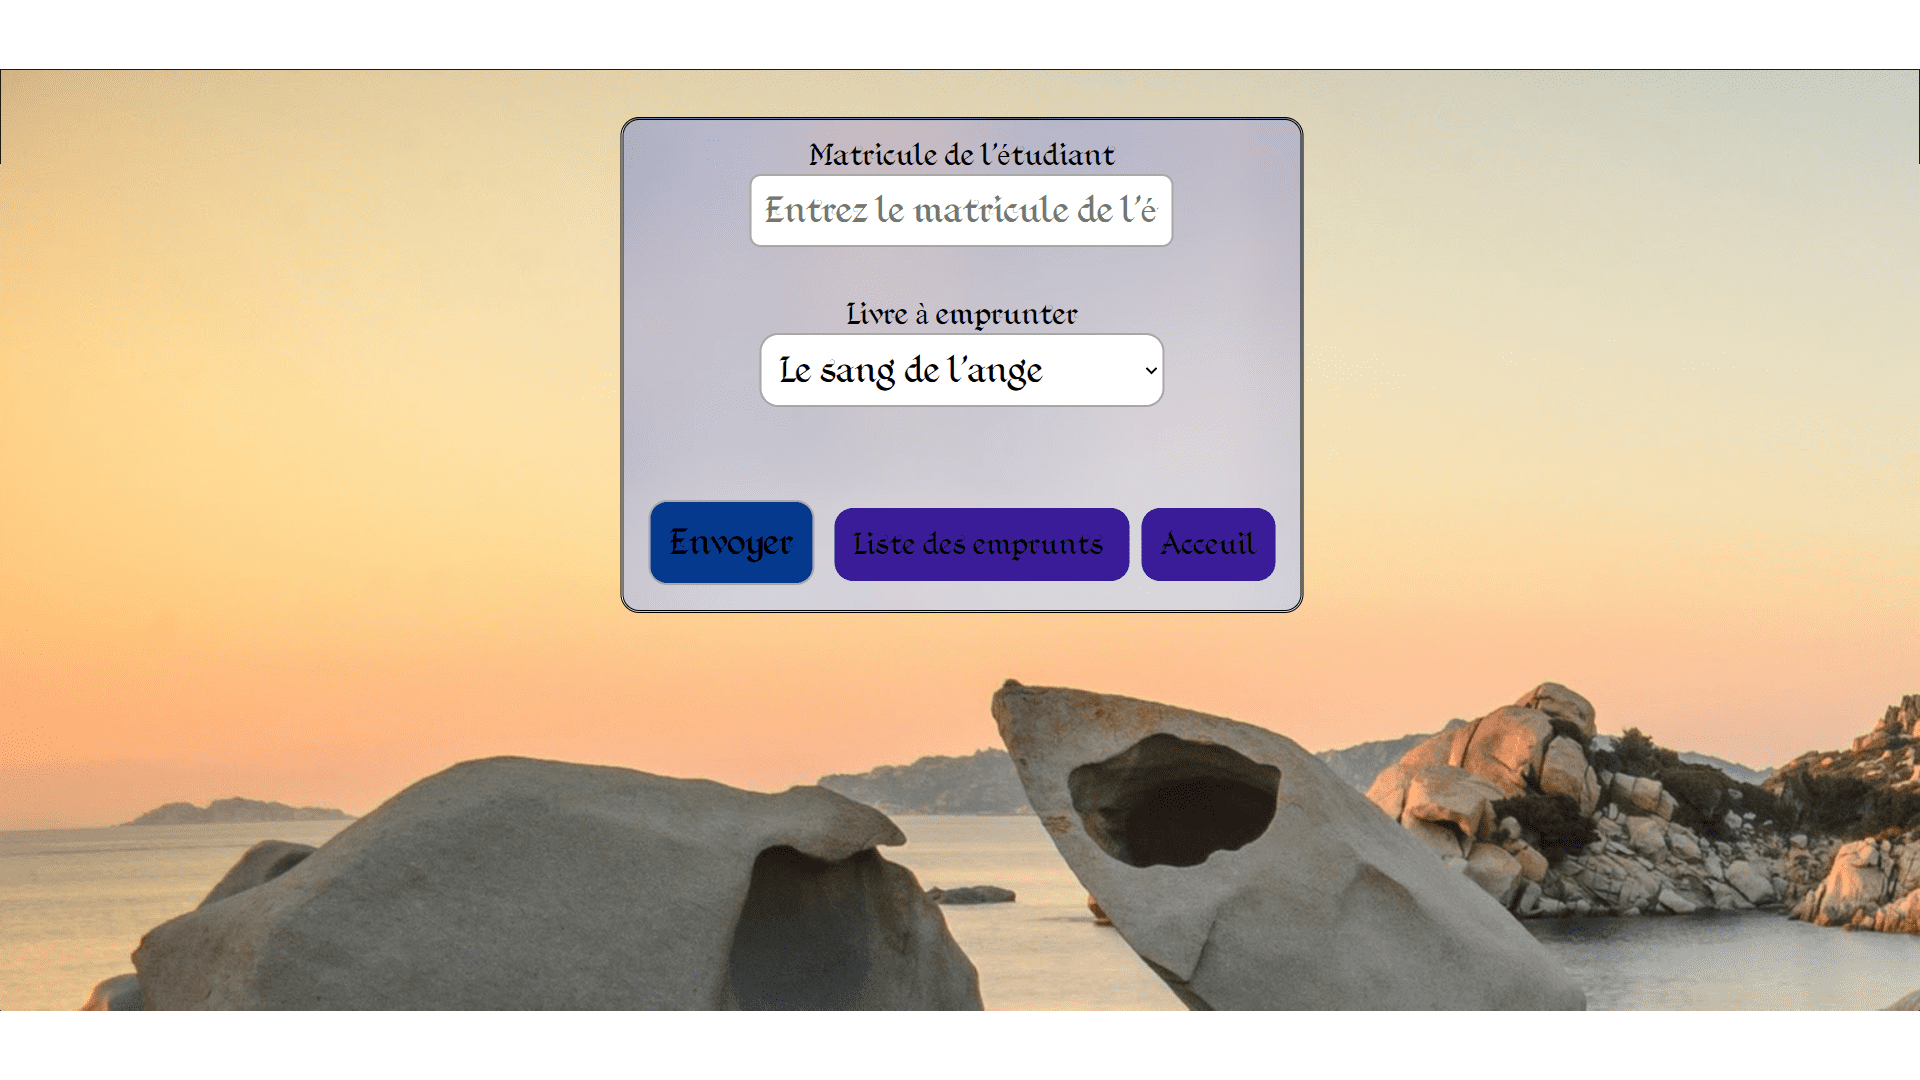 Matricule de l'étudiant
Entrez le matricule de l'é
Livre à emprunter
Le sang de l'ange
Envoyer
Liste des emprunts
Acceuil